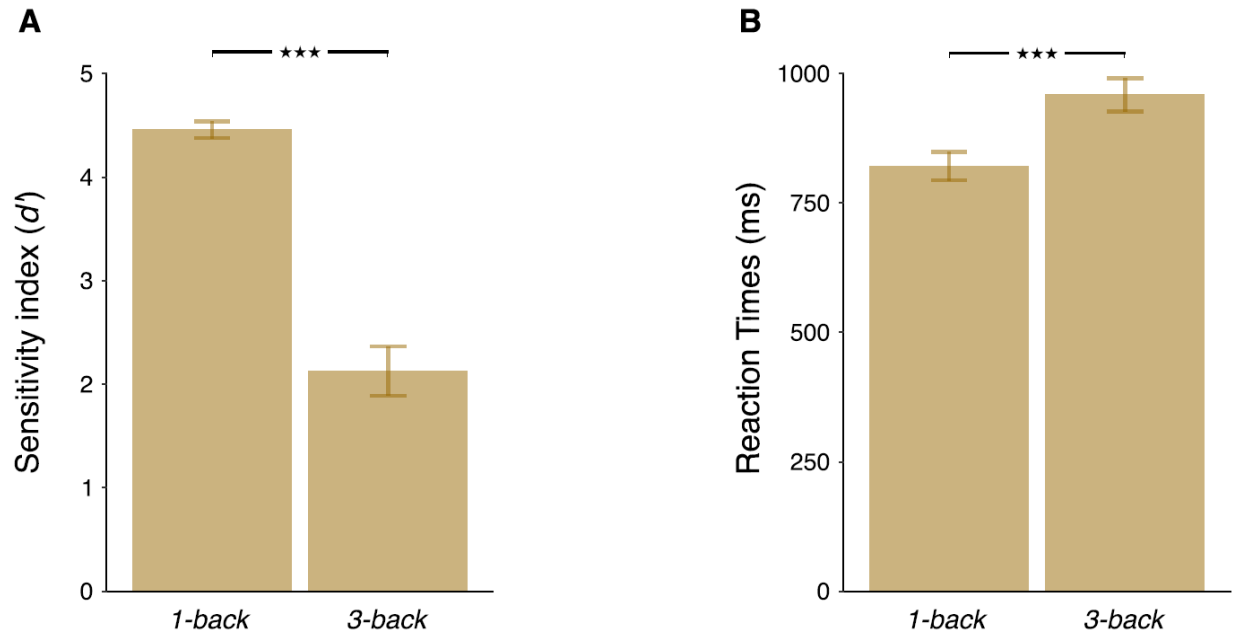 A
★★★
Sensitivity index (d')
5
4
3
2
1
0
1-back 3-back
B
★★★
Reaction Times (ms)
1000
750
500
250
0
1-back 3-back